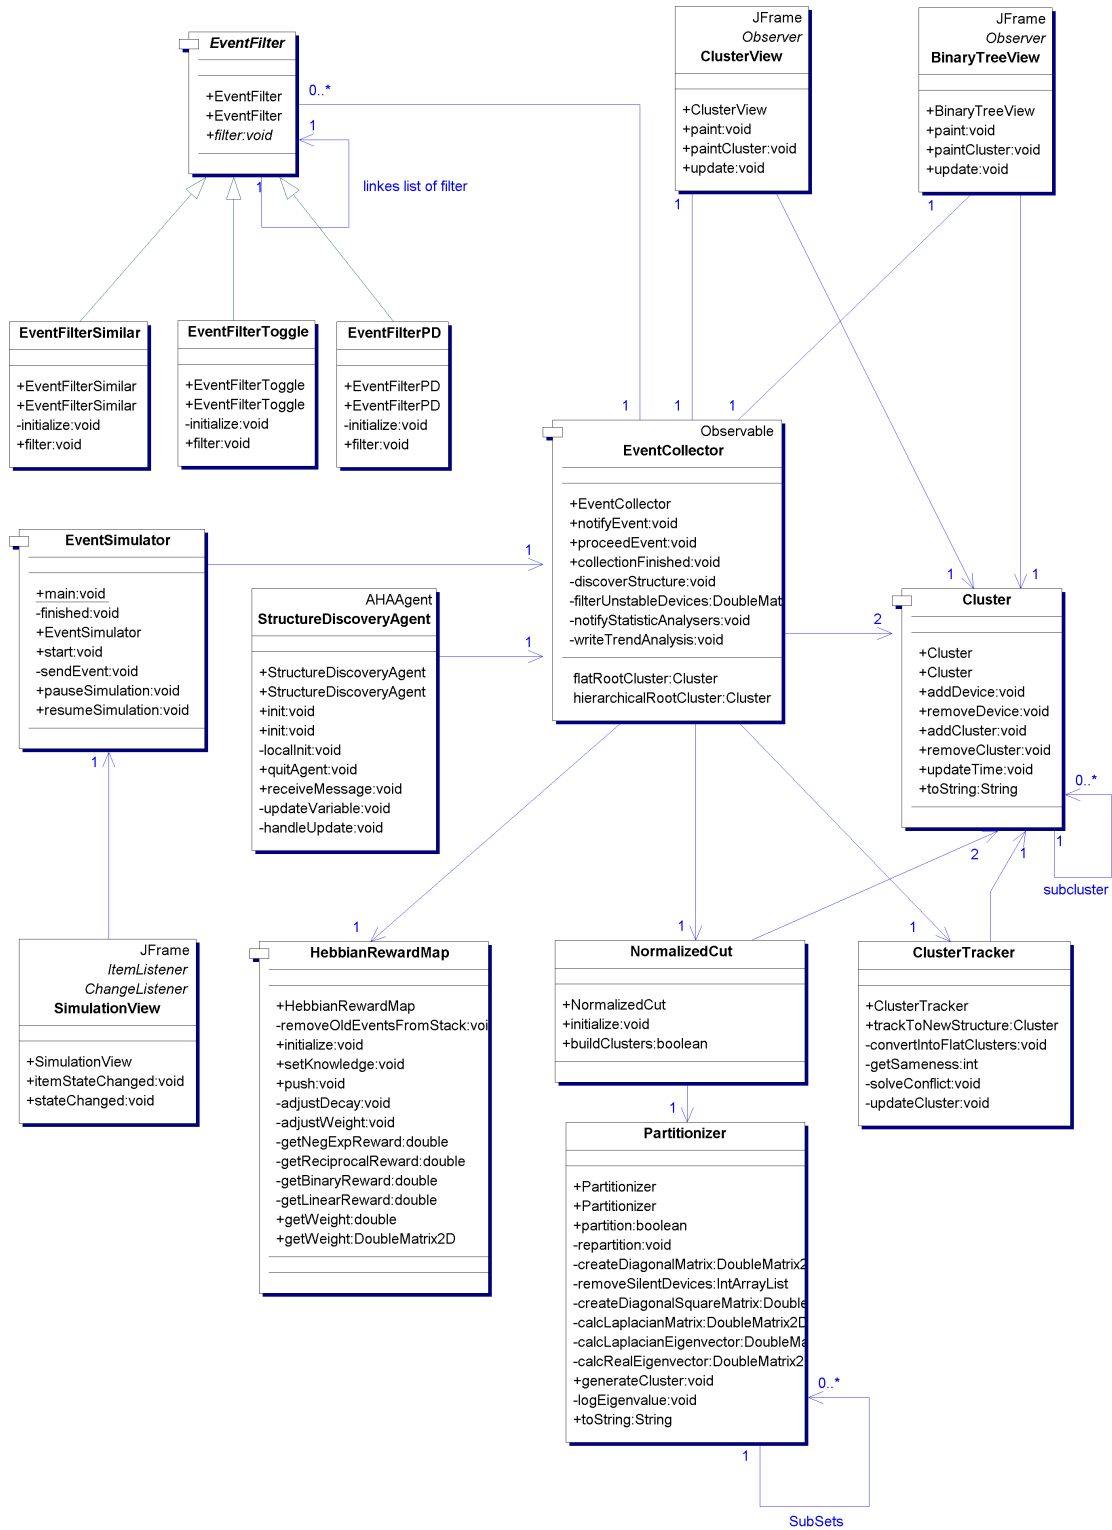 EventFilter
+EventFilter
+EventFilter
+filter:void
0..*
1
1
linkes list of filter
JFrame
Observer
ClusterView
+ClusterView
+paint:void
+paintCluster:void
+update:void
1
JFrame
Observer
BinaryTreeView
+BinaryTreeView
+paint:void
+paintCluster:void
+update:void
1
EventFilterSimilar
+EventFilterSimilar
+EventFilterSimilar
-initialize:void
+filter:void
EventFilterToggle
+EventFilterToggle
+EventFilterToggle
-initialize:void
+filter:void
EventFilterPD
+EventFilterPD
+EventFilterPD
-initialize:void
+filter:void
1
1
1
Observable
EventCollector
+EventCollector
+notifyEvent:void
+proceedEvent:void
+collectionFinished:void
-discoverStructure:void
-filterUnstableDevices:DoubleMat
-notifyStatisticAnalysers:void
-writeTrendAnalysis:void
flatRootCluster:Cluster
hierarchicalRootCluster:Cluster
EventSimulator
+main:void
-finished:void
+EventSimulator
+start:void
-sendEvent:void
+pauseSimulation:void
+resumeSimulation:void
1
1
AHAAgent
StructureDiscoveryAgent
+StructureDiscoveryAgent
+StructureDiscoveryAgent
+init:void
+init:void
-localInit:void
+quitAgent:void
+receiveMessage:void
-updateVariable:void
-handleUpdate:void
1
1
1
2
Cluster
+Cluster
+Cluster
+addDevice:void
+removeDevice:void
+addCluster:void
+removeCluster:void
+updateTime:void
+toString:String
0..*
1
subcluster
2
1
JFrame
ItemListener
ChangeListener
SimulationView
+SimulationView
+itemStateChanged:void
+stateChanged:void
1
HebbianRewardMap
+HebbianRewardMap
-removeOldEventsFromStack:voi
+initialize:void
+setKnowledge:void
+push:void
-adjustDecay:void
-adjustWeight:void
-getNegExpReward:double
-getReciprocalReward:double
-getBinaryReward:double
-getLinearReward:double
+getWeight:double
+getWeight:DoubleMatrix2D
1
NormalizedCut
+NormalizedCut
+initialize:void
+buildClusters:boolean
1
ClusterTracker
+ClusterTracker
+trackToNewStructure:Cluster
-convertIntoFlatClusters:void
-getSameness:int
-solveConflict:void
-updateCluster:void
1
Partitionizer
+Partitionizer
+Partitionizer
+partition:boolean
-repartition:void
-createDiagonalMatrix:DoubleMatrix2
-removeSilentDevices:IntArrayList
-createDiagonalSquareMatrix:Double
-calcLaplacianMatrix:DoubleMatrix2D
-calcLaplacianEigenvector:DoubleMa
-calcRealEigenvector:DoubleMatrix2
+generateCluster:void
-logEigenvalue:void
+toString:String
0..*
1
SubSets